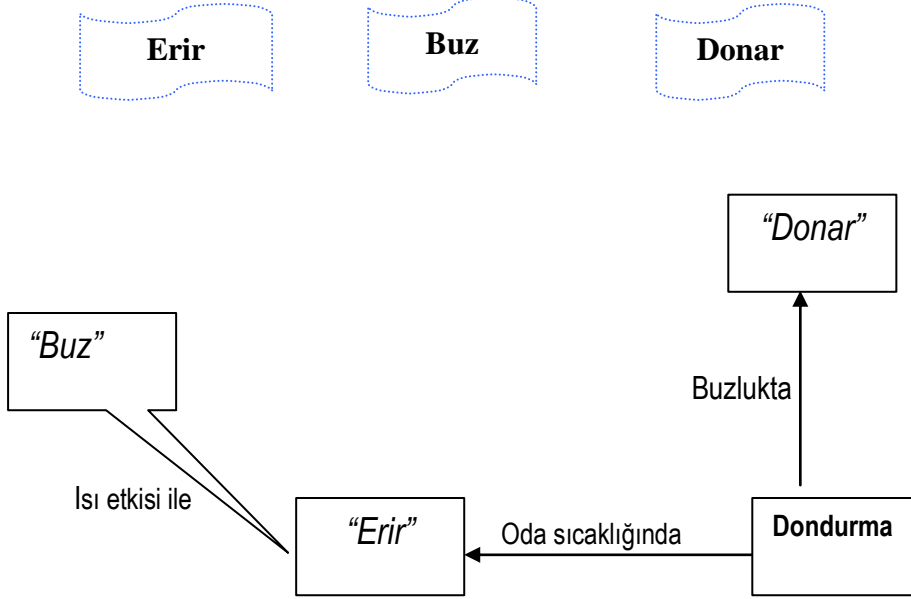 Erir Buz Donar
“Donar”
“Buz”
Buzlukta
Isı etkisi ile
“Erir”
Oda sıcaklığında
Dondurma